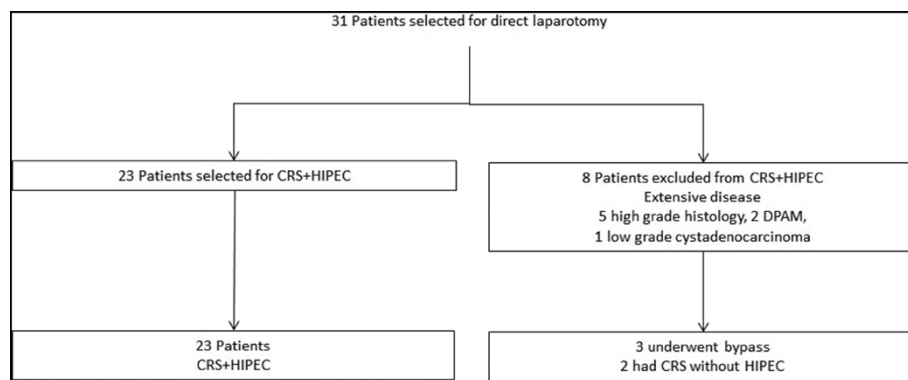 31 Patients selected for direct laparotomy
23 Patients selected for CRS+HIPEC
8 Patients excluded from CRS+HIPEC
Extensive disease
5 high grade histology, 2 DPAM,
1 low grade cystadenocarcinoma
23 Patients
CRS+HIPEC
3 underwent bypass
2 had CRS without HIPEC